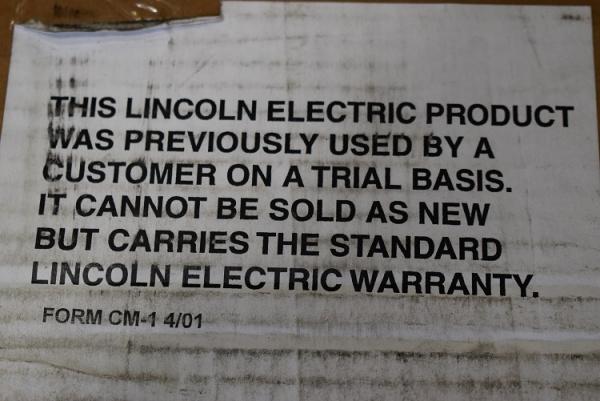 THIS LINCOLN ELECTRIC PRODUCT
WAS PREVIOUSLY USED BY A
CUSTOMER ON A TRIAL BASIS.
IT CANNOT BE SOLD AS NEW
BUT CARRIES THE STANDARD
LINCOLN ELECTRIC WARRANTY.
FORM CM-1 4/01